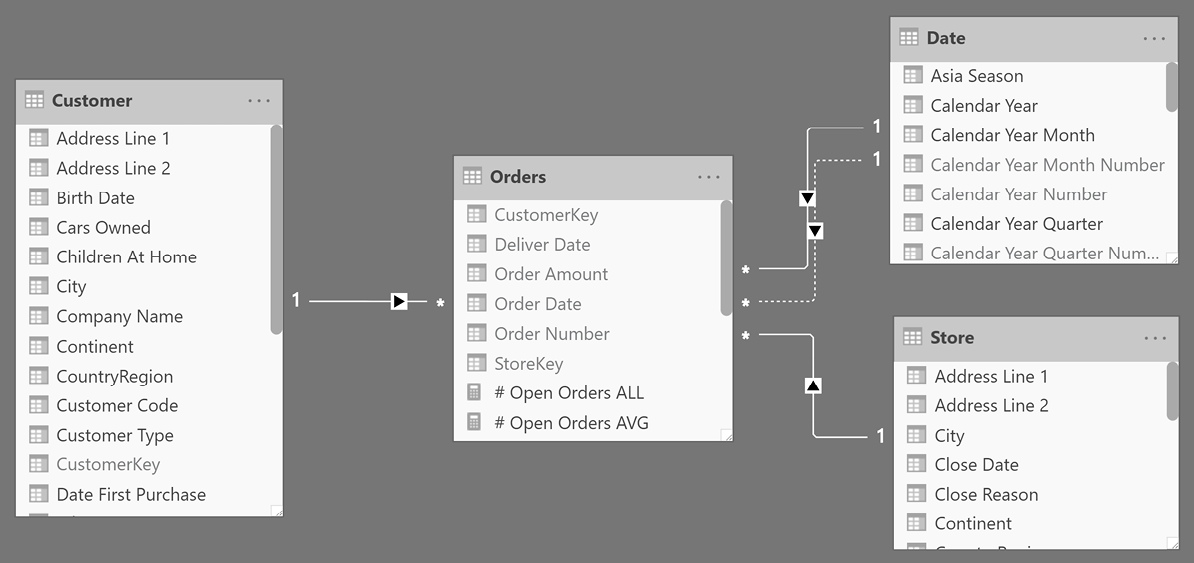 Customer
Address Line 1
Address Line 2
Birth Date
Cars Owned
Children At Home
City
Company Name
Continent
CountryRegion
Customer Code
Customer Type
CustomerKey
Date First Purchase
1
*
Orders
CustomerKey
Deliver Date
Order Amount
Order Date
Order Number
StoreKey
# Open Orders ALL
# Open Orders AVG
*
*
*
1
1
1
Date
Asia Season
Calendar Year
Calendar Year Month
Calendar Year Month Number
Calendar Year Number
Calendar Year Quarter
Calendar Year Quarter Num...
Store
Address Line 1
Address Line 2
City
Close Date
Close Reason
Continent